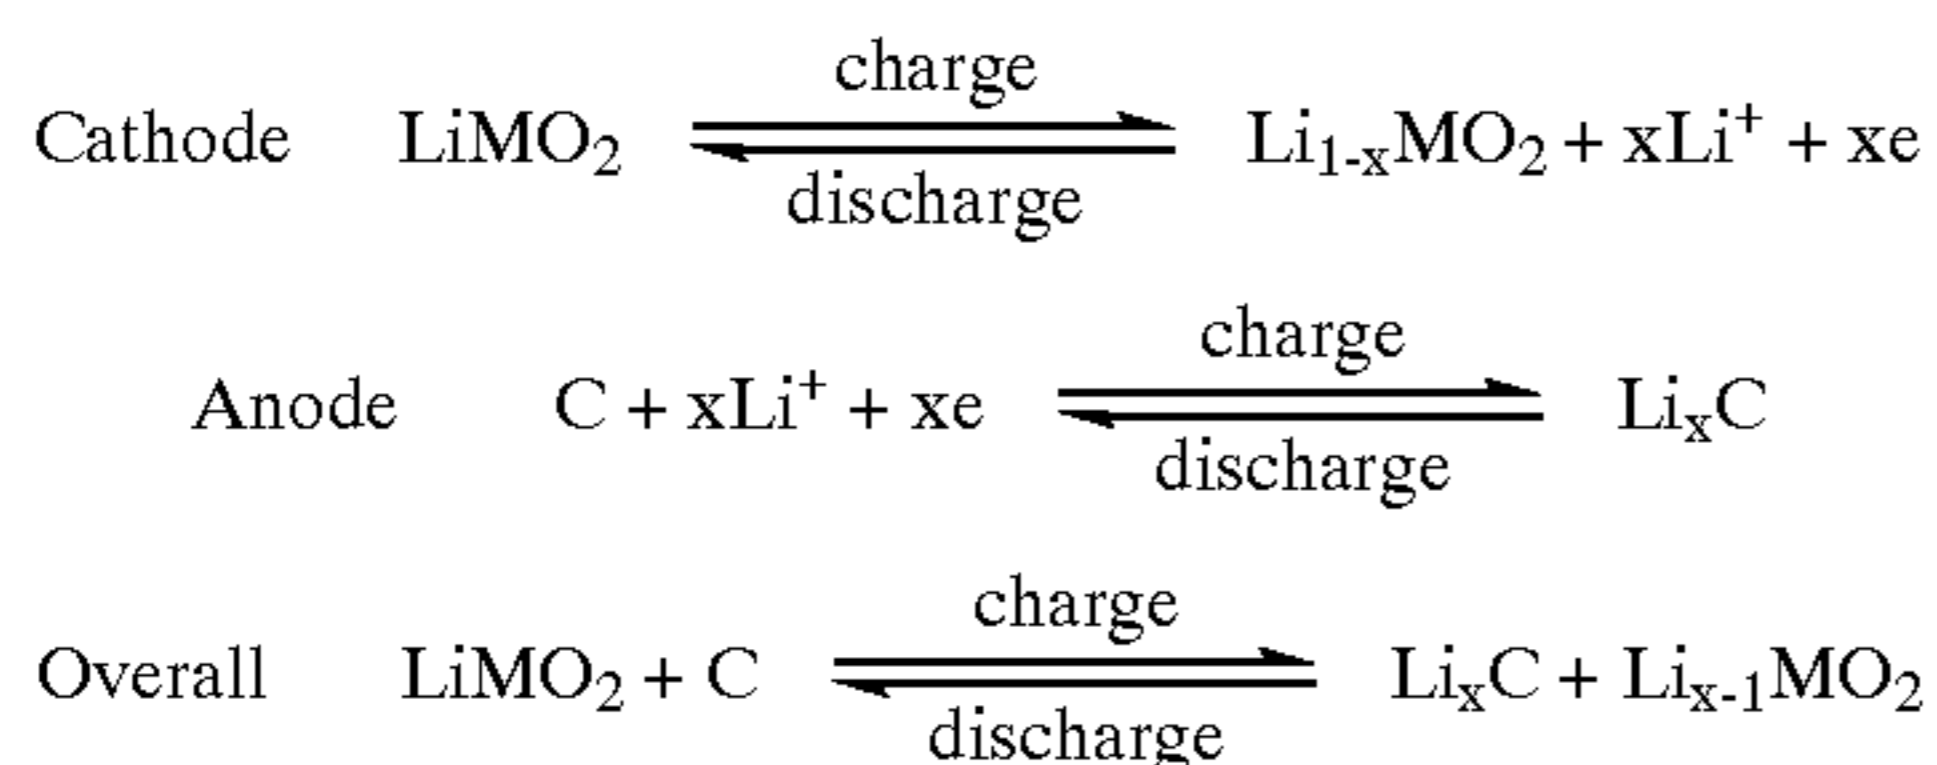 charge
Cathode LiMO₂ ⇌ Li₁₋ₓMO₂ + xLi⁺ + xe
discharge
charge
Anode C + xLi⁺ + xe ⇌ LiₓC
discharge
charge
Overall LiMO₂ + C ⇌ LiₓC + Liₓ₋₁MO₂
discharge